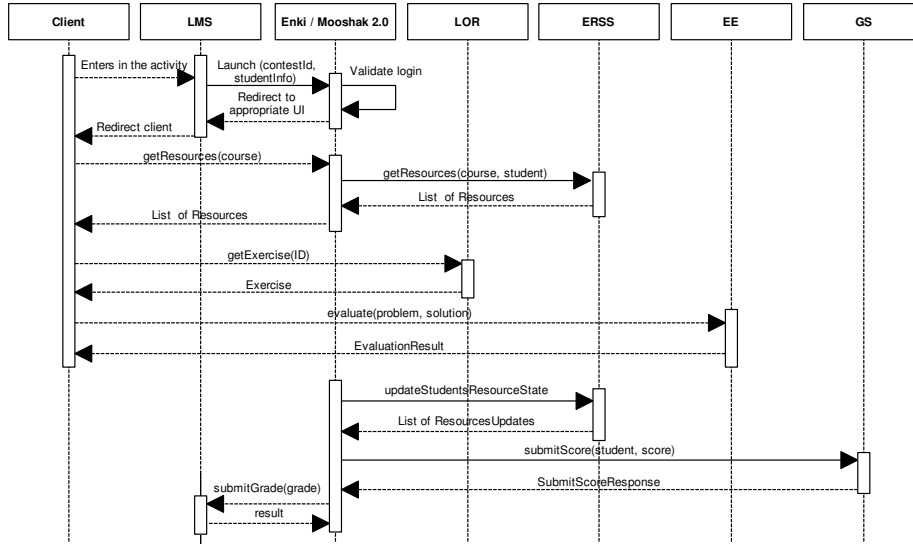 Client
LMS
Enki / Mooshak 2.0
LOR
ERSS
EE
GS
Enters in the activity
Launch (contestId,
studentInfo)
Validate login
Redirect to
appropriate UI
Redirect client
getResources(course)
getResources(course, student)
List of Resources
List of Resources
getExercise(ID)
Exercise
evaluate(problem, solution)
EvaluationResult
updateStudentsResourceState
List of ResourcesUpdates
submitScore(student, score)
SubmitScoreResponse
submitGrade(grade)
result